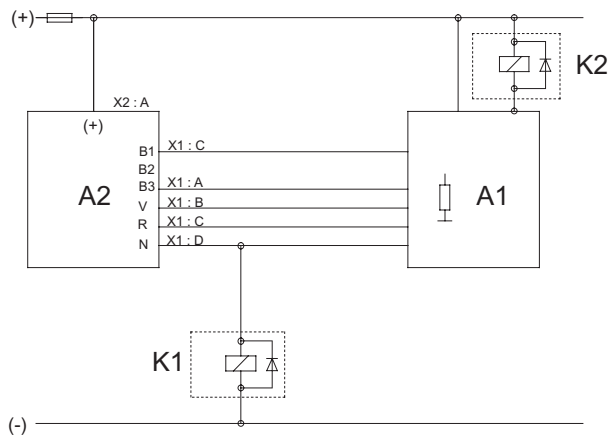 (+)
X2 : A
K2
(+)
B1 X1 : C
B2
B3 X1 : A
A2
A1
V X1 : B
R X1 : C
N X1 : D
K1
(-)